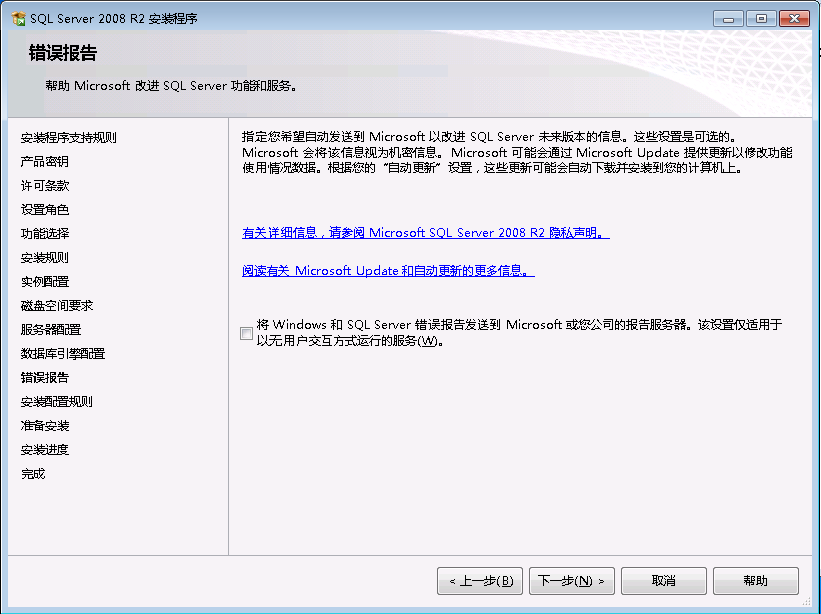 SQL Server 2008 R2 安装程序
错误报告
帮助 Microsoft 改进 SQL Server 功能和服务。
安装程序支持规则
产品密钥
许可条款
设置角色
功能选择
安装规则
实例配置
磁盘空间要求
服务器配置
数据库引擎配置
错误报告
安装配置规则
准备安装
安装进度
完成
指定您希望自动发送到 Microsoft 以改进 SQL Server 未来版本的信息。这些设置是可选的。
Microsoft 会将该信息视为机密信息。Microsoft 可能会通过 Microsoft Update 提供更新以修改功能
使用情况数据。根据您的“自动更新”设置，这些更新可能会自动下载并安装到您的计算机上。
有关详细信息，请参阅 Microsoft SQL Server 2008 R2 隐私声明。
阅读有关 Microsoft Update 和自动更新的更多信息。
将 Windows 和 SQL Server 错误报告发送到 Microsoft 或您公司的报告服务器。该设置仅适用于
以无用户交互方式运行的服务(W)。
< 上一步(B)
下一步(N) >
取消
帮助